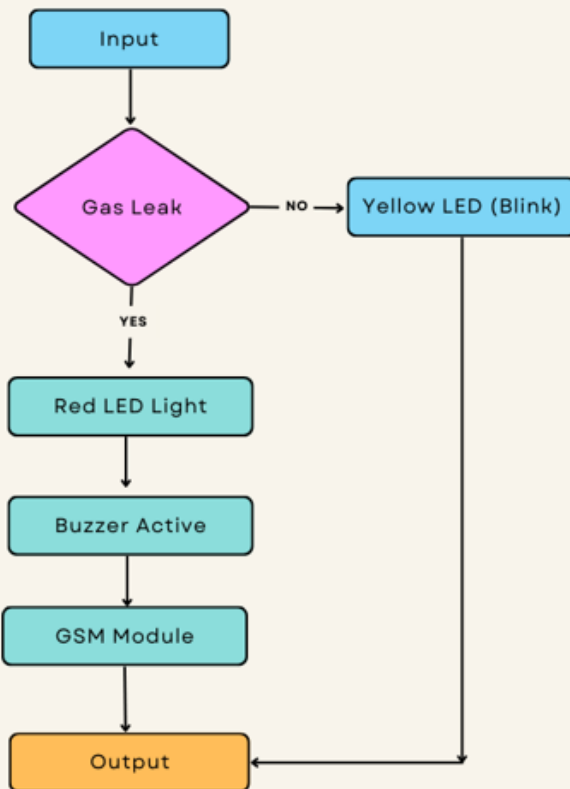 Input
Gas Leak
NO
Yellow LED (Blink)
YES
Red LED Light
Buzzer Active
GSM Module
Output